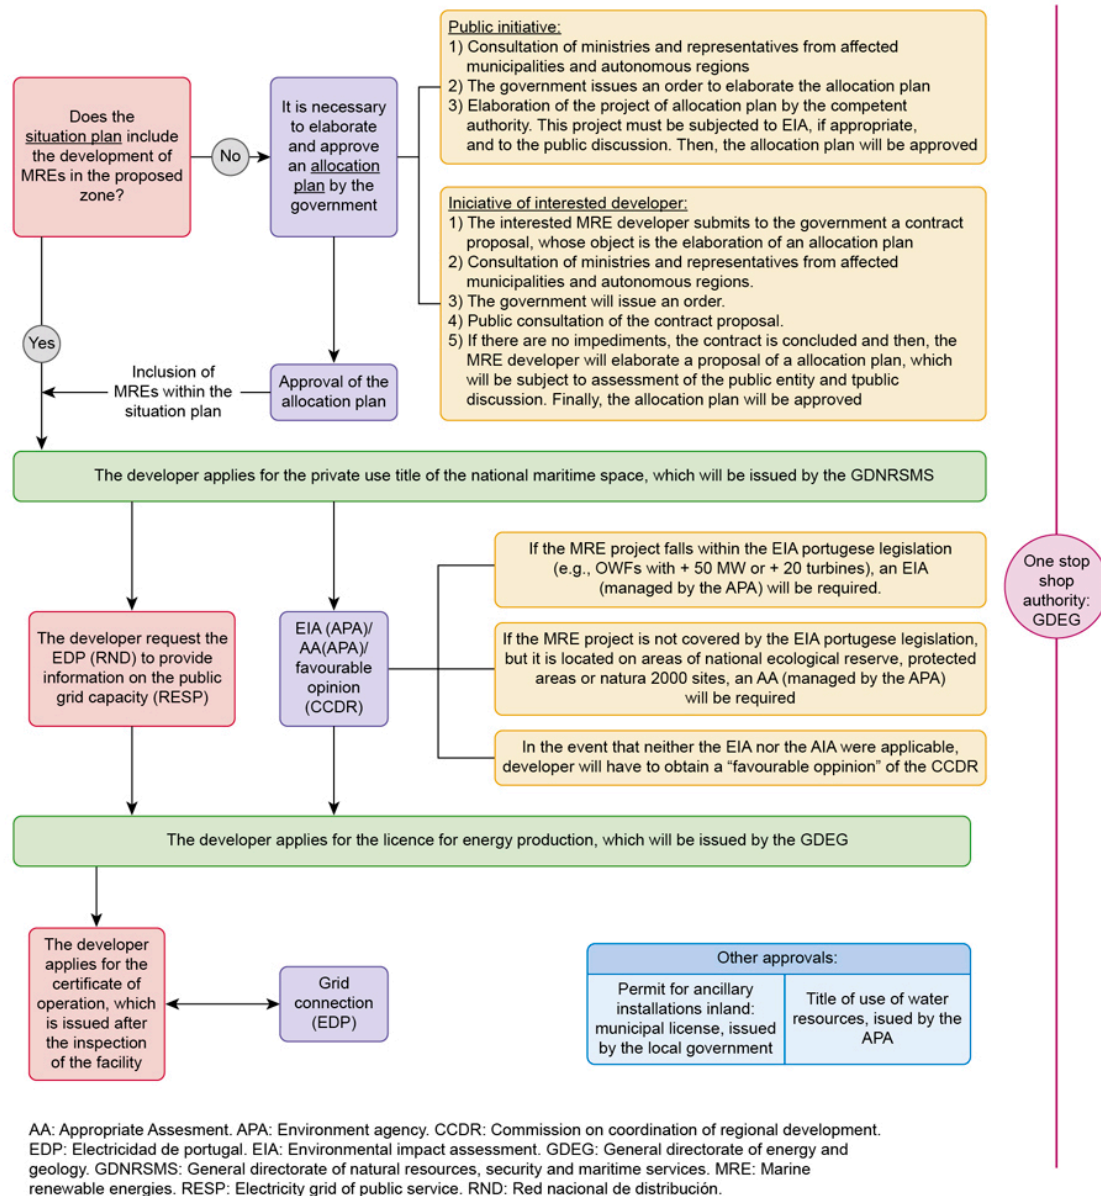 Does the
situation plan include
the development of
MREs in the proposed
zone?
No
It is necessary
to elaborate
and approve
an allocation
plan by the
government
Public initiative:
1) Consultation of ministries and representatives from affected
municipalities and autonomous regions
2) The government issues an order to elaborate the allocation plan
3) Elaboration of the project of allocation plan by the competent
authority. This project must be subjected to EIA, if appropriate,
and to the public discussion. Then, the allocation plan will be approved
Iniciative of interested developer:
1) The interested MRE developer submits to the government a contract
proposal, whose object is the elaboration of an allocation plan
2) Consultation of ministries and representatives from affected
municipalities and autonomous regions.
3) The government will issue an order.
4) Public consultation of the contract proposal.
5) If there are no impediments, the contract is concluded and then, the
MRE developer will elaborate a proposal of a allocation plan, which
will be subject to assessment of the public entity and tpublic
discussion. Finally, the allocation plan will be approved
Yes
Inclusion of
MREs within the
situation plan
Approval of the
allocation plan
The developer applies for the private use title of the national maritime space, which will be issued by the GDNRSMS
One stop
shop
authority:
GDEG
The developer request the
EDP (RND) to provide
information on the public
grid capacity (RESP)
EIA (APA)/
AA(APA)/
favourable
opinion
(CCDR)
If the MRE project falls within the EIA portugese legislation
(e.g., OWFs with + 50 MW or + 20 turbines), an EIA
(managed by the APA) will be required.
If the MRE project is not covered by the EIA portugese legislation,
but it is located on areas of national ecological reserve, protected
areas or natura 2000 sites, an AA (managed by the APA)
will be required
In the event that neither the EIA nor the AIA were applicable,
developer will have to obtain a “favourable oppinion” of the CCDR
The developer applies for the licence for energy production, which will be issued by the GDEG
The developer
applies for the
certificate of
operation, which
is issued after
the inspection
of the facility
Grid
connection
(EDP)
Other approvals:
Permit for ancillary
installations inland:
municipal license, issued
by the local government
Title of use of water
resources, isued by the
APA
AA: Appropriate Assesment. APA: Environment agency. CCDR: Commission on coordination of regional development.
EDP: Electricidad de portugal. EIA: Environmental impact assessment. GDEG: General directorate of energy and
geology. GDNRSMS: General directorate of natural resources, security and maritime services. MRE: Marine
renewable energies. RESP: Electricity grid of public service. RND: Red nacional de distribución.